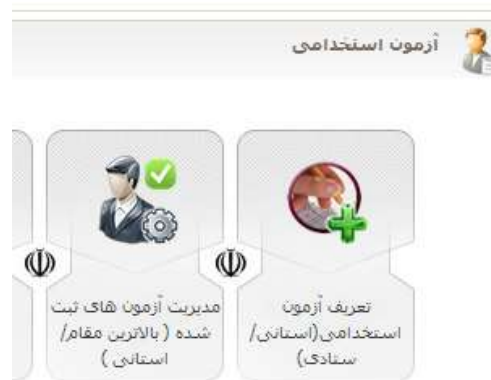 آزمون استخدامی
تعریف آزمون
استخدامی(استانی/
ستادی)
مدیریت آزمون های ثبت
شده ( بالاترین مقام/
استانی )